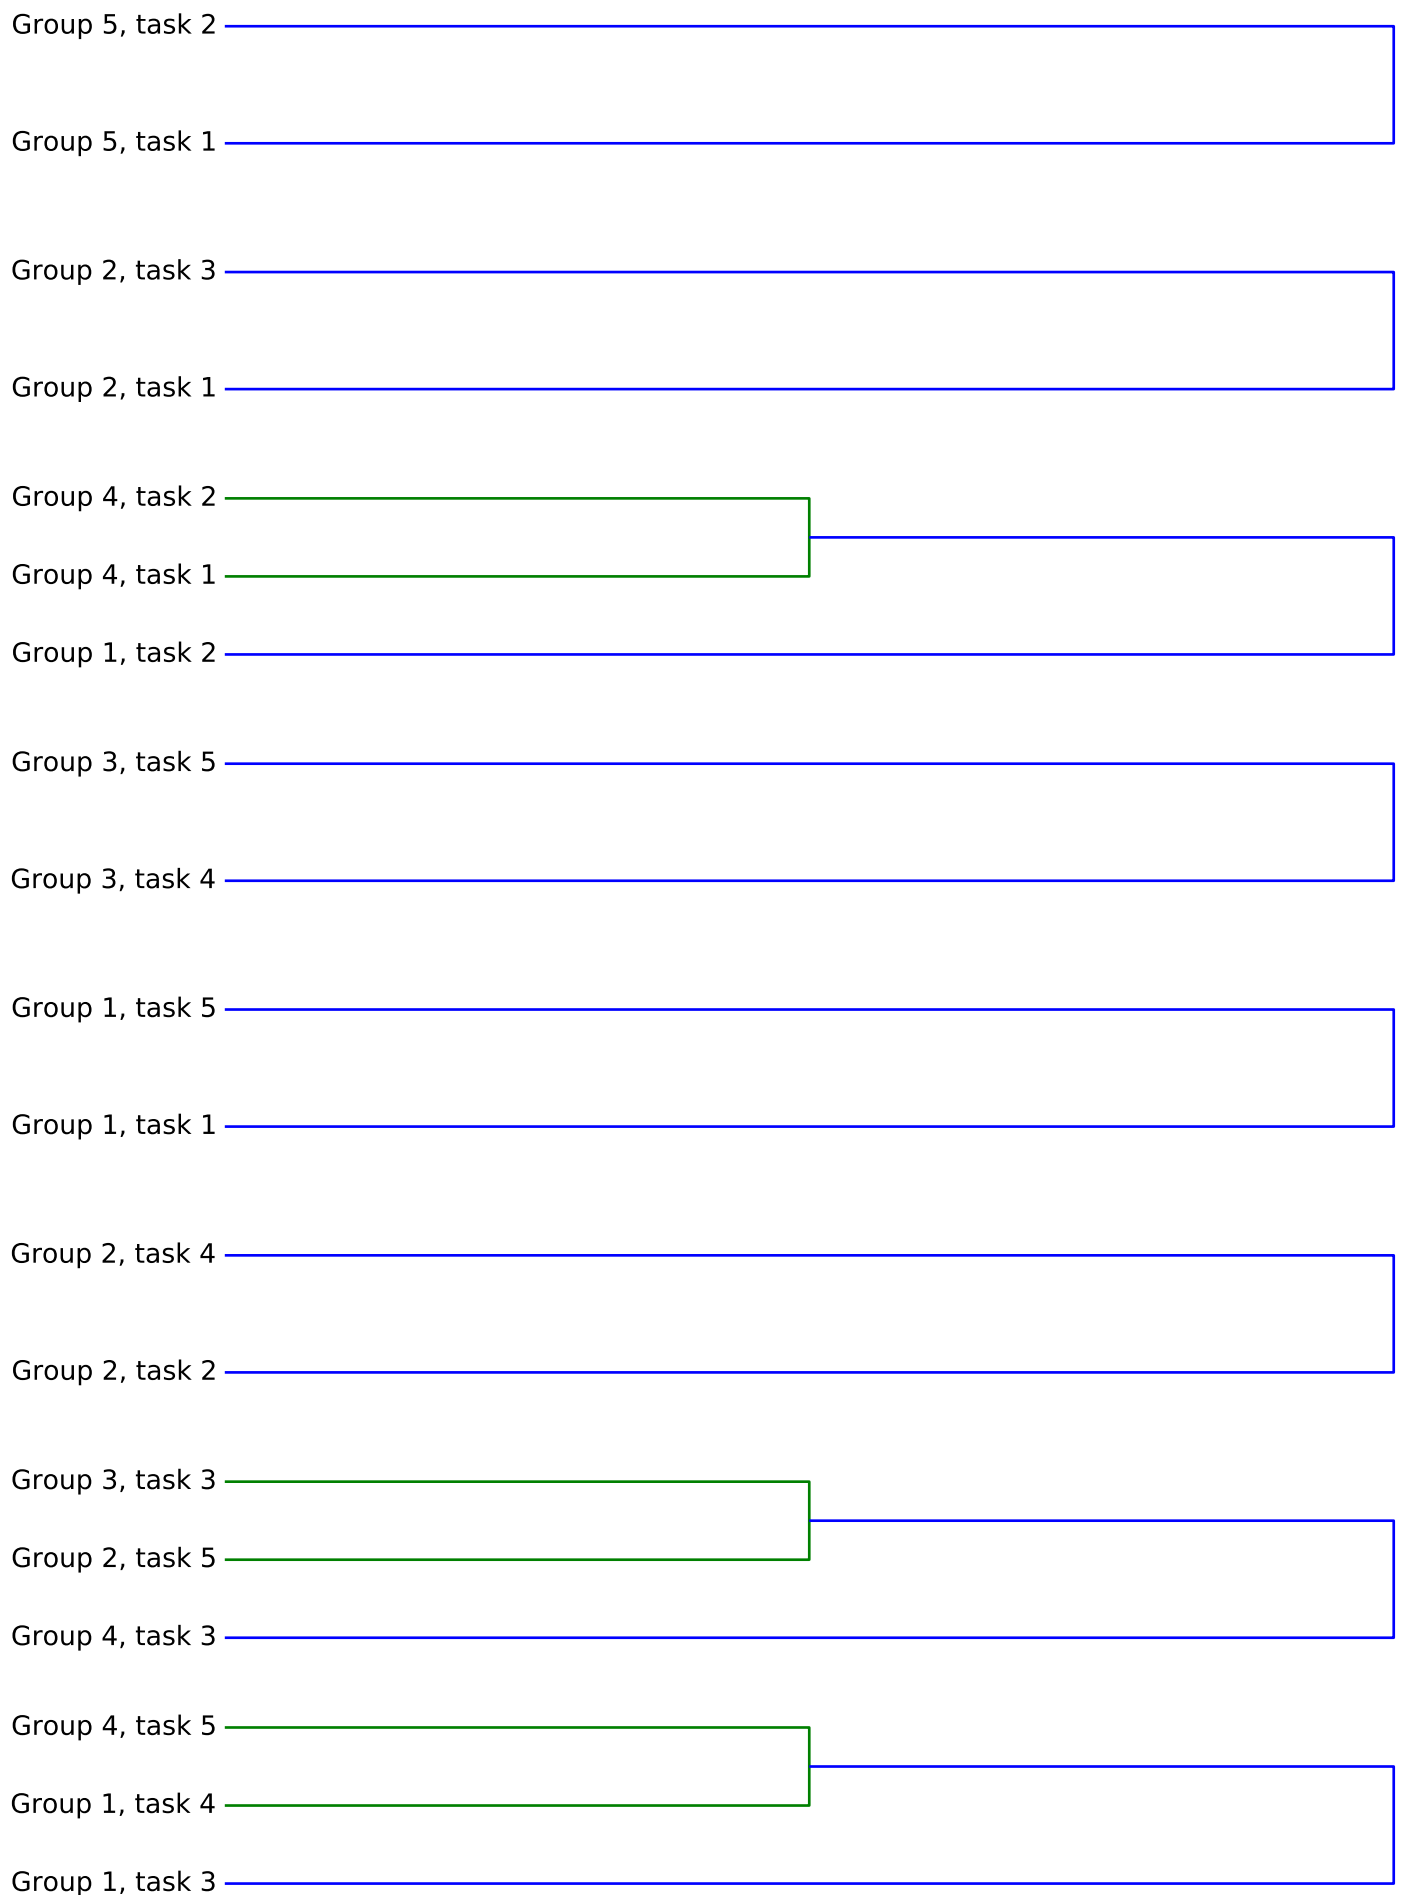 Group 5, task 2
Group 5, task 1
Group 2, task 3
Group 2, task 1
Group 4, task 2
Group 4, task 1
Group 1, task 2
Group 3, task 5
Group 3, task 4
Group 1, task 5
Group 1, task 1
Group 2, task 4
Group 2, task 2
Group 3, task 3
Group 2, task 5
Group 4, task 3
Group 4, task 5
Group 1, task 4
Group 1, task 3